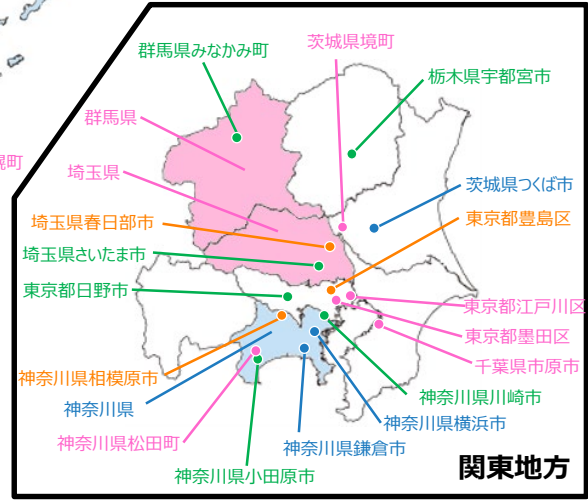 群馬県みなかみ町
茨城県境町
栃木県宇都宮市
群馬県
幌町
埼玉県
茨城県つくば市
埼玉県春日部市
東京都豊島区
埼玉県さいたま市
東京都日野市
東京都江戸川区
東京都墨田区
千葉県市原市
神奈川県相模原市
神奈川県川崎市
神奈川県
神奈川県横浜市
神奈川県松田町
神奈川県鎌倉市
神奈川県小田原市
関東地方